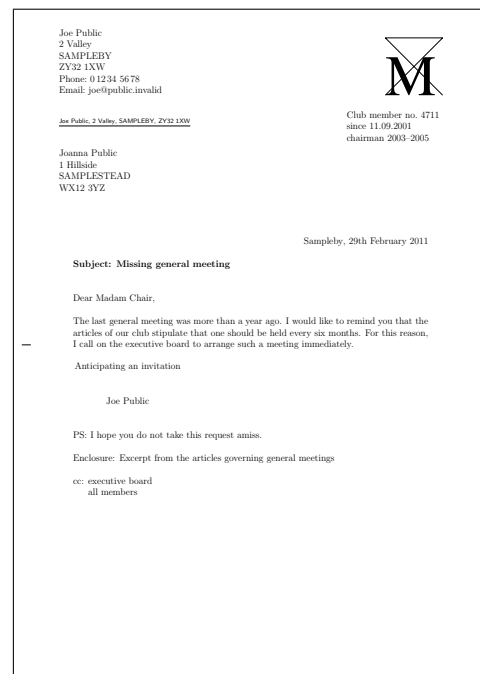 Joe Public
2 Valley
SAMPLEBY
ZY32 1XW
Phone: 0 12 34 56 78
Email: joe@public.invalid
M
Joe Public, 2 Valley, SAMPLEBY, ZY32 1XW
Club member no. 4711
since 11.09.2001
chairman 2003–2005
Joanna Public
1 Hillside
SAMPLESTEAD
WX12 3YZ
Sampleby, 29th February 2011
Subject: Missing general meeting
Dear Madam Chair,
The last general meeting was more than a year ago. I would like to remind you that the
articles of our club stipulate that one should be held every six months. For this reason,
I call on the executive board to arrange such a meeting immediately.
Anticipating an invitation
Joe Public
PS: I hope you do not take this request amiss.
Enclosure: Excerpt from the articles governing general meetings
cc: executive board
all members